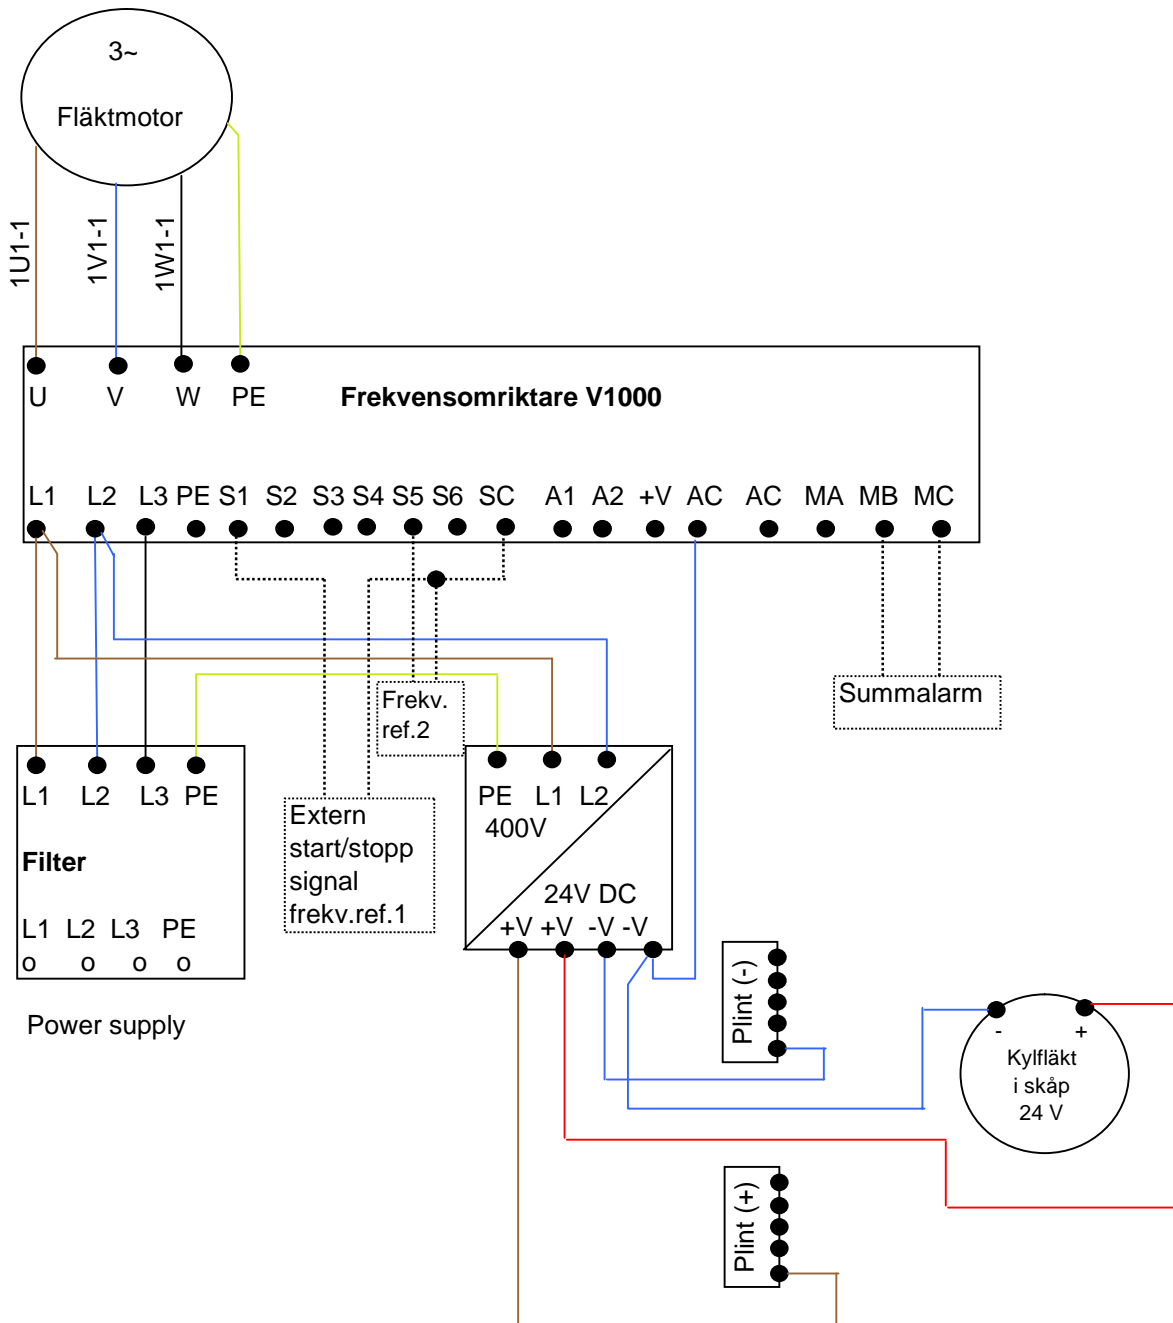 3~
Fläktmotor
1U1-1
1V1-1
1W1-1
U V W PE
Frekvensomriktare V1000
L1 L2 L3 PE S1 S2 S3 S4 S5 S6 SC A1 A2 +V AC AC MA MB MC
Frekv.
ref.2
Summalarm
L1 L2 L3 PE
Filter
L1 L2 L3 PE
o o o o
Power supply
Extern
start/stopp
signal
frekv.ref.1
PE L1 L2
400V
24V DC
+V +V -V -V
Plint (-)
- +
Kylfläkt
i skåp
24 V
Plint (+)